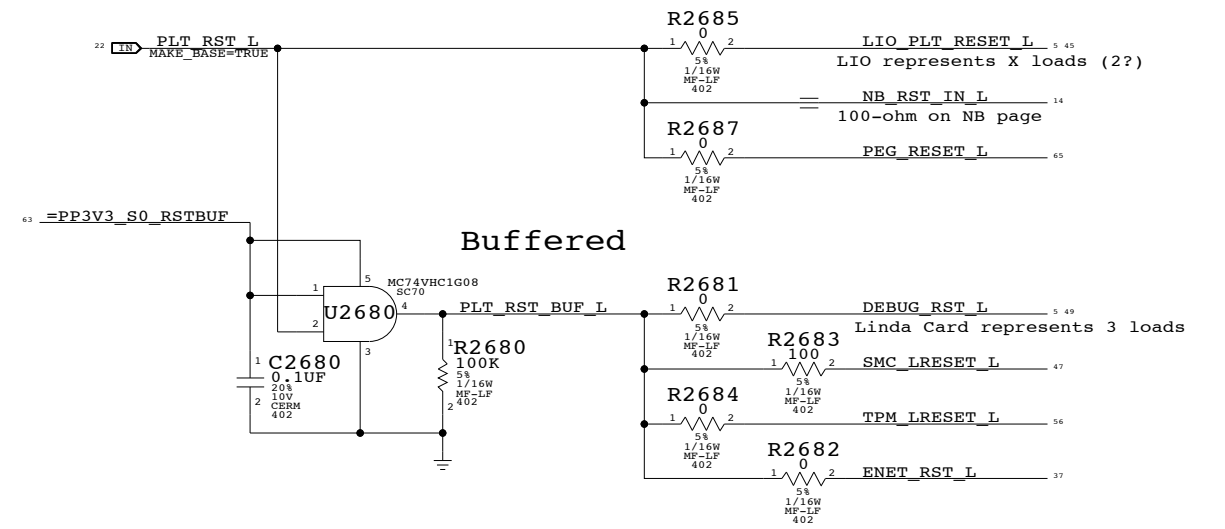 R2685
0
22 IN PLT_RST_L 1 2 LIO_PLT_RESET_L 5 45
MAKE_BASE=TRUE
5%
1/16W
MF-LF
402
LIO represents X loads (2?)
NB_RST_IN_L 14
100-ohm on NB page
R2687
0
1 2 PEG_RESET_L 65
5%
1/16W
MF-LF
402
63 =PP3V3_S0_RSTBUF
Buffered
5 MC74VHC1G08
SC70
1
U2680 4 PLT_RST_BUF_L
2
3
R2681
0
1 2 DEBUG_RST_L 5 49
5%
1/16W
MF-LF
402
Linda Card represents 3 loads
1 C2680
0.1UF
20%
10V
2 CERM
402
1 R2680
100K
5%
1/16W
MF-LF
2 402
R2683
100
1 2 SMC_LRESET_L 47
5%
1/16W
MF-LF
402
R2684
0
1 2 TPM_LRESET_L 56
5%
1/16W
MF-LF
402
R2682
0
1 2 ENET_RST_L 37
5%
1/16W
MF-LF
402